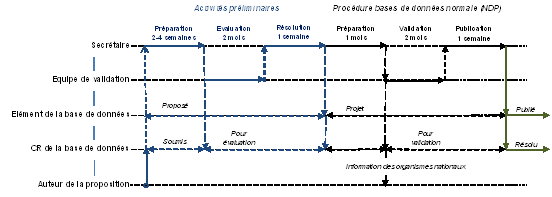 Activités préliminaires
Procédure bases de données normale (NDP)
Préparation
2-4 semaines
Evaluation
2 mois
Résolution
1 semaine
Préparation
1 mois
Validation
2 mois
Publication
1 semaine
Secrétaire
Equipe de validation
Elément de la base de données
Proposé
Projet
Publié
CR de la base de données
Soumis
Pour
évaluation
Pour
validation
Résolu
Information des organismes nationaux
Auteur de la proposition